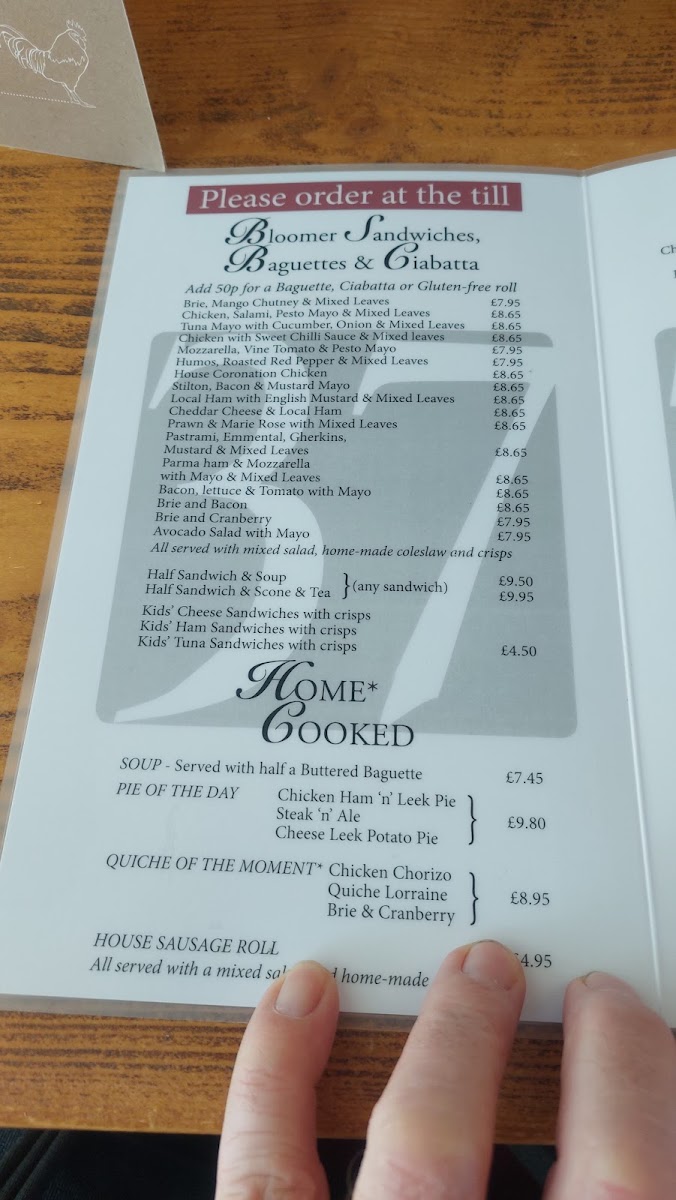 Please order at the till
Bloomer Sandwiches,
Baguettes & Ciabatta
Add 50p for a Baguette, Ciabatta or Gluten-free roll
Brie, Mango Chutney & Mixed Leaves £7.95
Chicken, Salami, Pesto Mayo & Mixed Leaves £8.65
Tuna Mayo with Cucumber, Onion & Mixed Leaves £8.65
Chicken with Sweet Chilli Sauce & Mixed leaves £8.65
Mozzarella, Vine Tomato & Pesto Mayo £7.95
Humos, Roasted Red Pepper & Mixed Leaves £7.95
House Coronation Chicken £8.65
Stilton, Bacon & Mustard Mayo £8.65
Local Ham with English Mustard & Mixed Leaves £8.65
Cheddar Cheese & Local Ham £8.65
Prawn & Marie Rose with Mixed Leaves £8.65
Pastrami, Emmental, Gherkins,
Mustard & Mixed Leaves £8.65
Parma ham & Mozzarella
with Mayo & Mixed Leaves £8.65
Bacon, lettuce & Tomato with Mayo £8.65
Brie and Bacon £8.65
Brie and Cranberry £7.95
Avocado Salad with Mayo £7.95
All served with mixed salad, home-made coleslaw and crisps
Half Sandwich & Soup £9.50
Half Sandwich & Scone & Tea }(any sandwich) £9.95
Kids' Cheese Sandwiches with crisps
Kids' Ham Sandwiches with crisps
Kids' Tuna Sandwiches with crisps £4.50
57
Home*
Cooked
SOUP - Served with half a Buttered Baguette £7.45
PIE OF THE DAY Chicken Ham 'n' Leek Pie
Steak 'n' Ale } £9.80
Cheese Leek Potato Pie
QUICHE OF THE MOMENT* Chicken Chorizo
Quiche Lorraine } £8.95
Brie & Cranberry
HOUSE SAUSAGE ROLL 4.95
All served with a mixed home-made